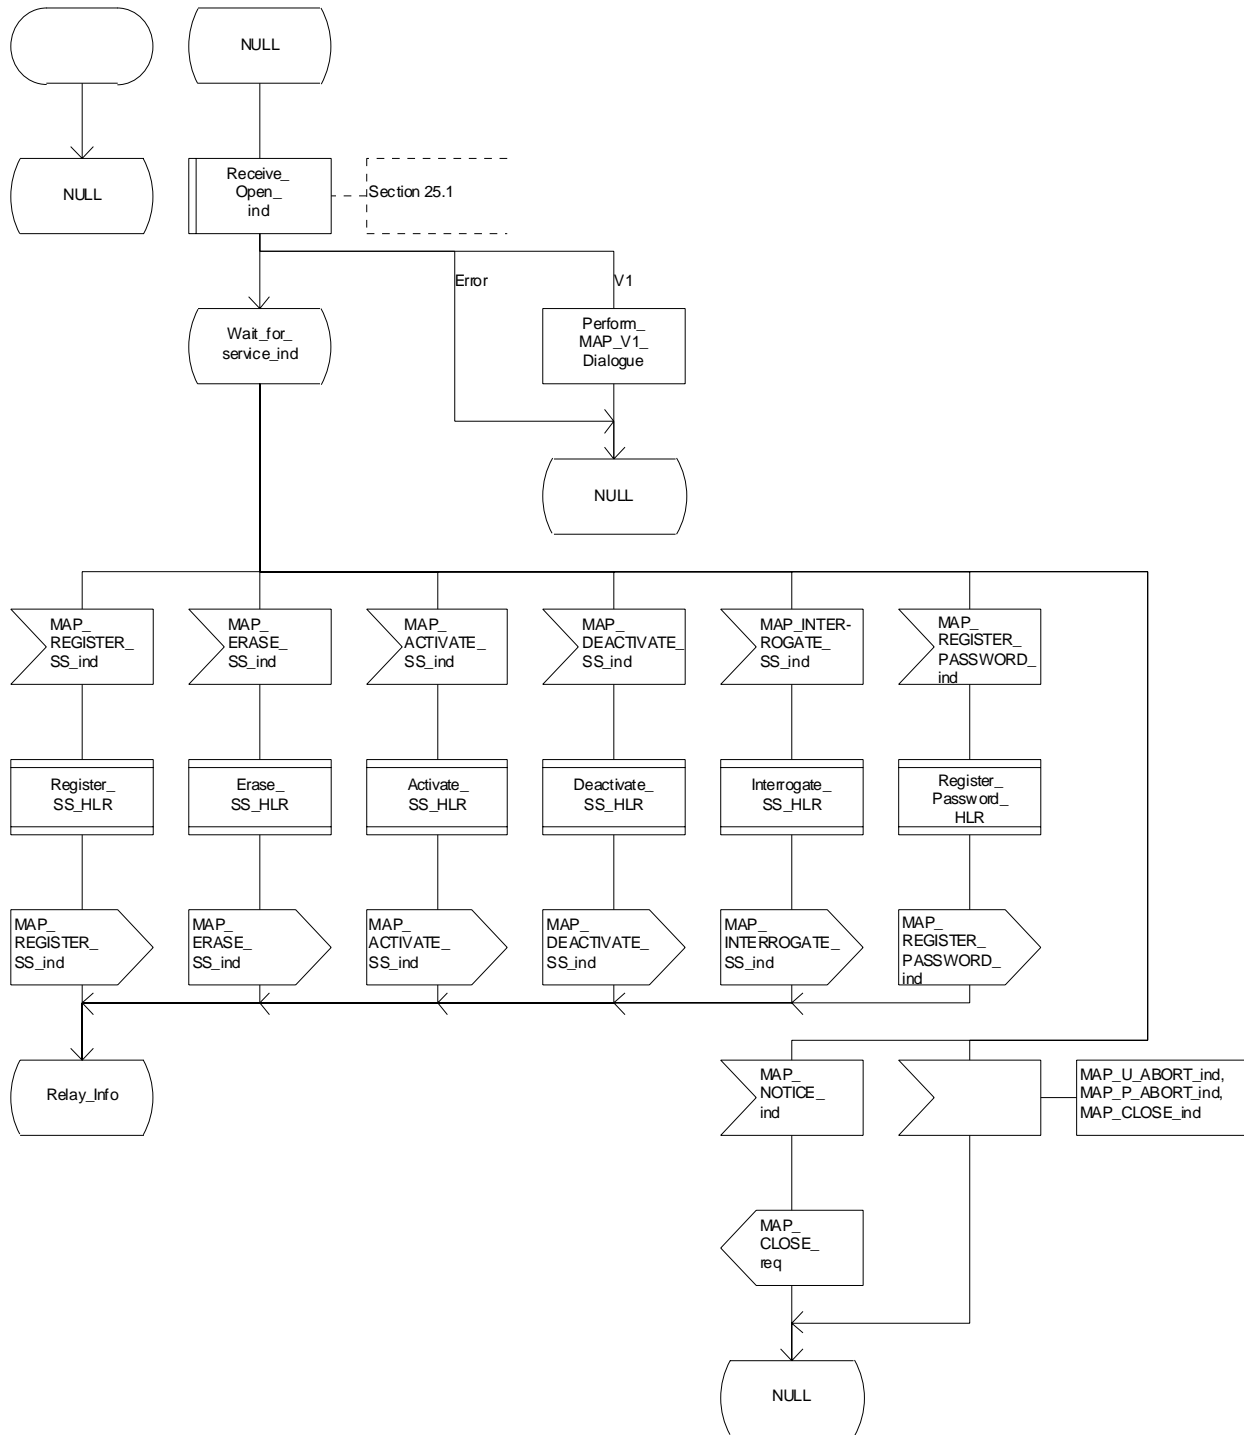 NULL
NULL
Receive_
Open_
ind
Section 25.1
Error
V1
Wait_for_
service_ind
Perform_
MAP_V1_
Dialogue
NULL
MAP_
REGISTER_
SS_ind
MAP_
ERASE_
SS_ind
MAP_
ACTIVATE_
SS_ind
MAP_
DEACTIVATE_
SS_ind
MAP_INTER-
ROGATE_
SS_ind
MAP_
REGISTER_
PASSWORD_
ind
Register_
SS_HLR
Erase_
SS_HLR
Activate_
SS_HLR
Deactivate_
SS_HLR
Interrogate_
SS_HLR
Register_
Password_
HLR
MAP_
REGISTER_
SS_ind
MAP_
ERASE_
SS_ind
MAP_
ACTIVATE_
SS_ind
MAP_
DEACTIVATE_
SS_ind
MAP_
INTERROGATE_
SS_ind
MAP_
REGISTER_
PASSWORD_
ind
Relay_Info
MAP_
NOTICE_
ind
MAP_U_ABORT_ind,
MAP_P_ABORT_ind,
MAP_CLOSE_ind
MAP_
CLOSE_
req
NULL